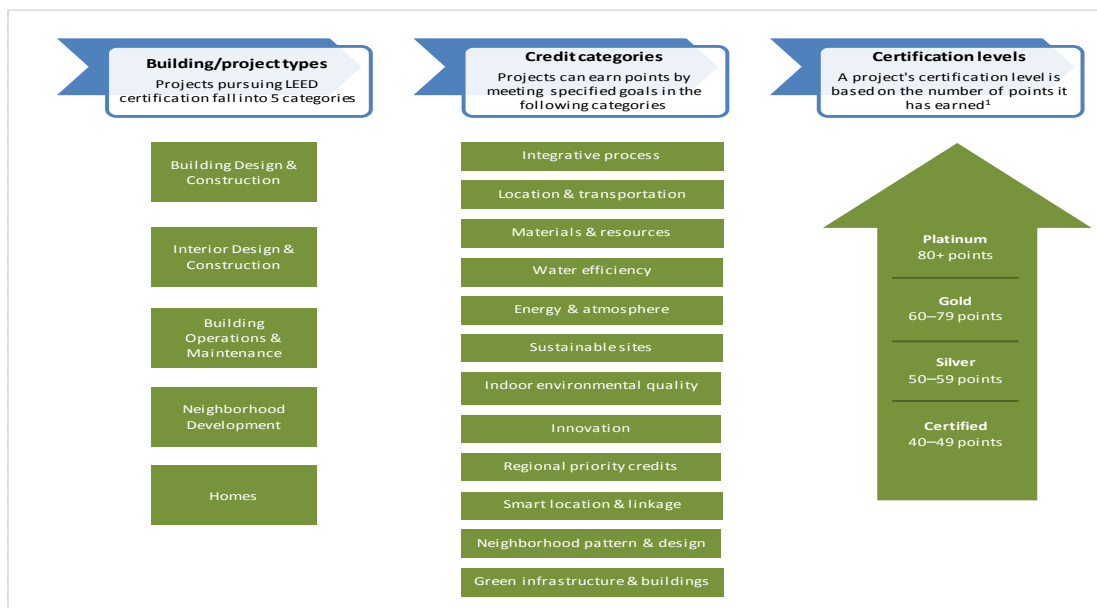 Building/project types
Projects pursuing LEED
certification fall into 5 categories
Building Design &
Construction
Interior Design &
Construction
Building
Operations &
Maintenance
Neighborhood
Development
Homes
Credit categories
Projects can earn points by
meeting specified goals in the
following categories
Integrative process
Location & transportation
Materials & resources
Water efficiency
Energy & atmosphere
Sustainable sites
Indoor environmental quality
Innovation
Regional priority credits
Smart location & linkage
Neighborhood pattern & design
Green infrastructure & buildings
Certification levels
A project's certification level is
based on the number of points it
has earned¹
Platinum
80+ points
Gold
60–79 points
Silver
50–59 points
Certified
40–49 points